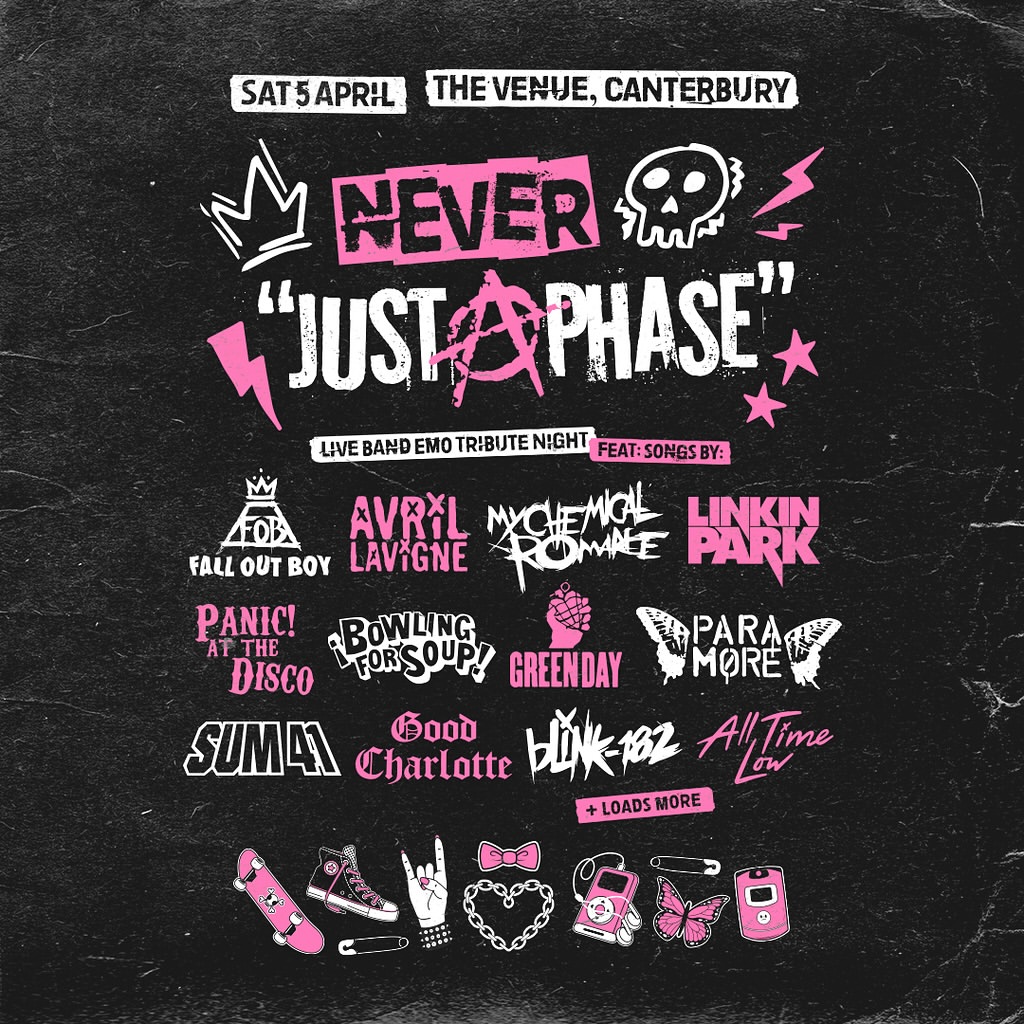 SAT 5 APRIL
THE VENUE, CANTERBURY
NEVER
“JUST A PHASE”
LIVE BAND EMO TRIBUTE NIGHT
FEAT: SONGS BY:
FOB
FALL OUT BOY
AVRIL
LAVIGNE
MY CHEMICAL
ROMANCE
LINKIN
PARK
PANIC!
AT THE
DISCO
¡BOWLING
FOR SOUP!
GREEN DAY
PARA
MORE
SUM 41
Good
Charlotte
blink-182
All Time
Low
+ LOADS MORE